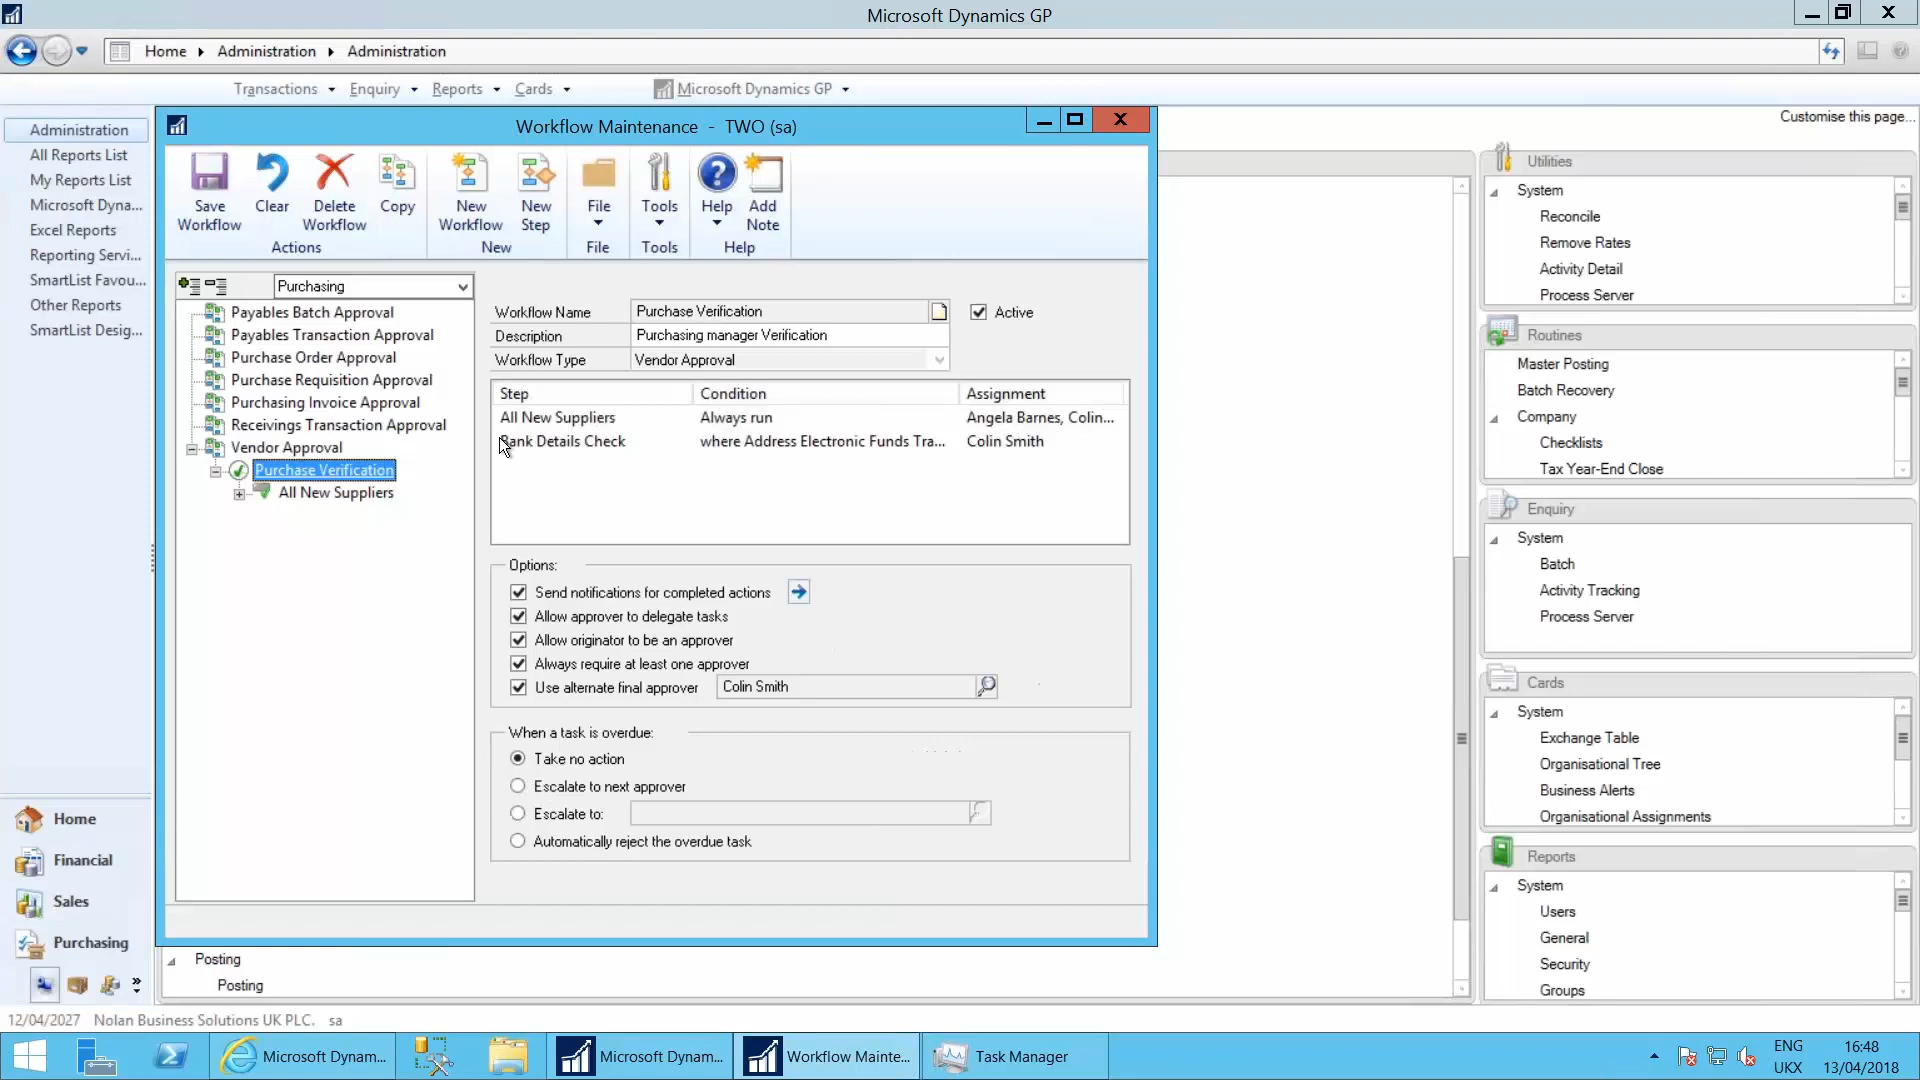 Microsoft Dynamics GP
Home
Administration
Administration
Transactions
Enquiry
Reports
Cards
Microsoft Dynamics GP
Customise this page...
Administration
All Reports List
My Reports List
Microsoft Dyna...
Excel Reports
Reporting Servi...
SmartList Favou...
Other Reports
SmartList Desig...
Home
Financial
Sales
Purchasing
Workflow Maintenance - TWO (sa)
Save Workflow
Clear
Delete Workflow
Copy
Actions
New Workflow
New Step
New
File
File
Tools
Tools
Help
Add Note
Help
Purchasing
Payables Batch Approval
Payables Transaction Approval
Purchase Order Approval
Purchase Requisition Approval
Purchasing Invoice Approval
Receivings Transaction Approval
Vendor Approval
Purchase Verification
All New Suppliers
Workflow Name Purchase Verification
Active
Description Purchasing manager Verification
Workflow Type Vendor Approval
Step Condition Assignment
All New Suppliers Always run Angela Barnes, Colin...
Bank Details Check where Address Electronic Funds Tra... Colin Smith
Options:
Send notifications for completed actions
Allow approver to delegate tasks
Allow originator to be an approver
Always require at least one approver
Use alternate final approver Colin Smith
When a task is overdue:
Take no action
Escalate to next approver
Escalate to:
Automatically reject the overdue task
Posting
Posting
Utilities
System
Reconcile
Remove Rates
Activity Detail
Process Server
Routines
Master Posting
Batch Recovery
Company
Checklists
Tax Year-End Close
Enquiry
System
Batch
Activity Tracking
Process Server
Cards
System
Exchange Table
Organisational Tree
Business Alerts
Organisational Assignments
Reports
System
Users
General
Security
Groups
12/04/2027 Nolan Business Solutions UK PLC. sa
Microsoft Dynam...
Microsoft Dynam...
Workflow Mainte...
Task Manager
ENG
UKX
16:48
13/04/2018